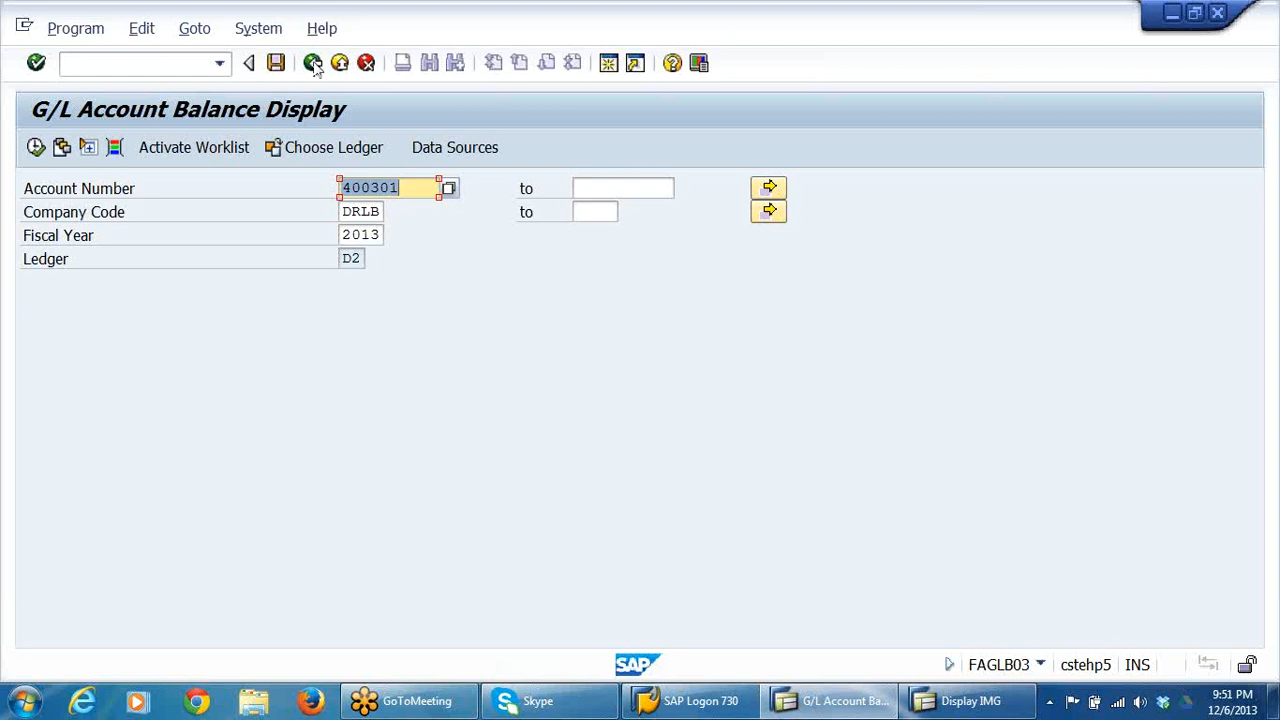 Program Edit Goto System Help
G/L Account Balance Display
Activate Worklist Choose Ledger Data Sources
Account Number 400301 to
Company Code DRLB to
Fiscal Year 2013
Ledger D2
SAP FAGLB03 cstehp5 INS
GoToMeeting Skype SAP Logon 730 G/L Account Ba... Display IMG 9:51 PM
12/6/2013